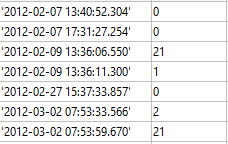 '2012-02-07 13:40:52.304' 0
'2012-02-07 17:31:27.254' 0
'2012-02-09 13:36:06.550' 21
'2012-02-09 13:36:11.300' 1
'2012-02-27 15:37:33.857' 0
'2012-03-02 07:53:33.566' 2
'2012-03-02 07:53:59.670' 21